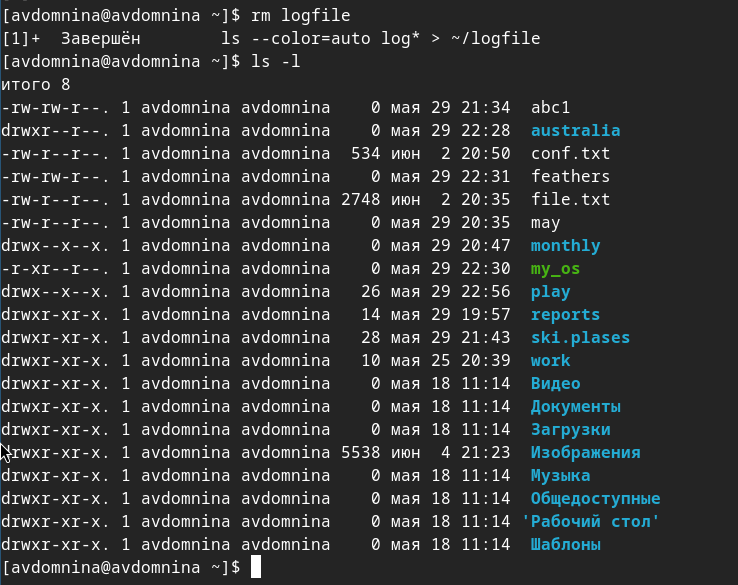 [avdomnina@avdomnina ~]$ rm logfile
[1]+  Завершён        ls --color=auto log* > ~/logfile
[avdomnina@avdomnina ~]$ ls -l
итого 8
-rw-rw-r--. 1 avdomnina avdomnina    0 мая 29 21:34  abc1
drwxr--r--. 1 avdomnina avdomnina    0 мая 29 22:28  australia
-rw-r--r--. 1 avdomnina avdomnina  534 июн  2 20:50  conf.txt
-rw-rw-r--. 1 avdomnina avdomnina    0 мая 29 22:31  feathers
-rw-r--r--. 1 avdomnina avdomnina 2748 июн  2 20:35  file.txt
-rw-r--r--. 1 avdomnina avdomnina    0 мая 29 20:35  may
drwx--x--x. 1 avdomnina avdomnina    0 мая 29 20:47  monthly
-r-xr--r--. 1 avdomnina avdomnina    0 мая 29 22:30  my_os
drwx--x--x. 1 avdomnina avdomnina   26 мая 29 22:56  play
drwxr-xr-x. 1 avdomnina avdomnina   14 мая 29 19:57  reports
drwxr-xr-x. 1 avdomnina avdomnina   28 мая 29 21:43  ski.plases
drwxr-xr-x. 1 avdomnina avdomnina   10 мая 25 20:39  work
drwxr-xr-x. 1 avdomnina avdomnina    0 мая 18 11:14  Видео
drwxr-xr-x. 1 avdomnina avdomnina    0 мая 18 11:14  Документы
drwxr-xr-x. 1 avdomnina avdomnina    0 мая 18 11:14  Загрузки
drwxr-xr-x. 1 avdomnina avdomnina 5538 июн  4 21:23  Изображения
drwxr-xr-x. 1 avdomnina avdomnina    0 мая 18 11:14  Музыка
drwxr-xr-x. 1 avdomnina avdomnina    0 мая 18 11:14  Общедоступные
drwxr-xr-x. 1 avdomnina avdomnina    0 мая 18 11:14 'Рабочий стол'
drwxr-xr-x. 1 avdomnina avdomnina    0 мая 18 11:14  Шаблоны
[avdomnina@avdomnina ~]$